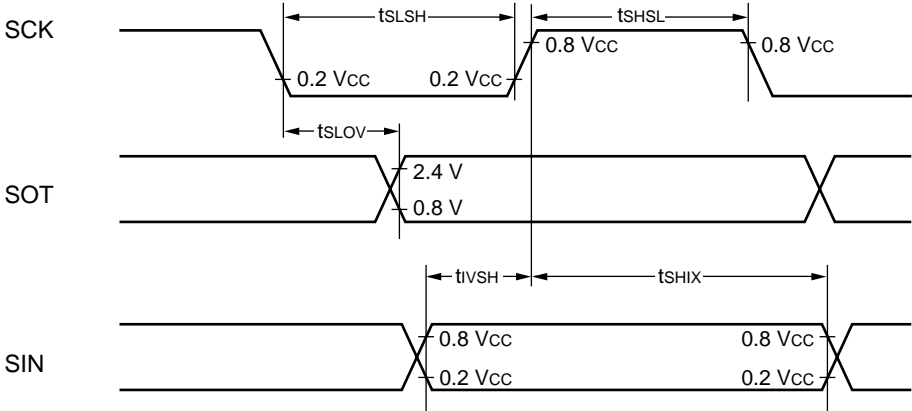 tSLSH
tSHSL
SCK
0.8 VCC
0.8 VCC
0.2 VCC
0.2 VCC
tSLOV
SOT
2.4 V
0.8 V
tIVSH
tSHIX
SIN
0.8 VCC
0.8 VCC
0.2 VCC
0.2 VCC